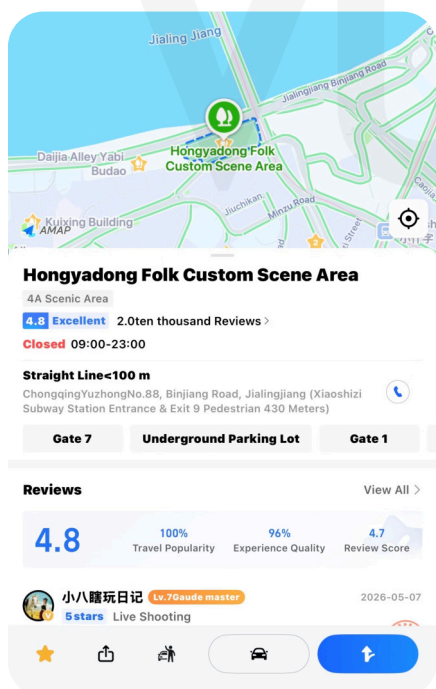 Jialing Jiang
Jialingjiang Binjiang Road
Daijia Alley Yabi
Budao
Hongyadong Folk
Custom Scene Area
Jiuchikan
Minzu Road
Kuixing Building
AMAP
Hongyadong Folk Custom Scene Area
4A Scenic Area
4.8 Excellent 2.0ten thousand Reviews >
Closed 09:00-23:00
Straight Line<100 m
ChongqingYuzhongNo.88, Binjiang Road, Jialingjiang (Xiaoshizi
Subway Station Entrance & Exit 9 Pedestrian 430 Meters)
Gate 7 Underground Parking Lot Gate 1
Reviews View All >
4.8 100% 96% 4.7
Travel Popularity Experience Quality Review Score
小八瞎玩日记 Lv.7Gaude master 2026-05-07
5 stars Live Shooting